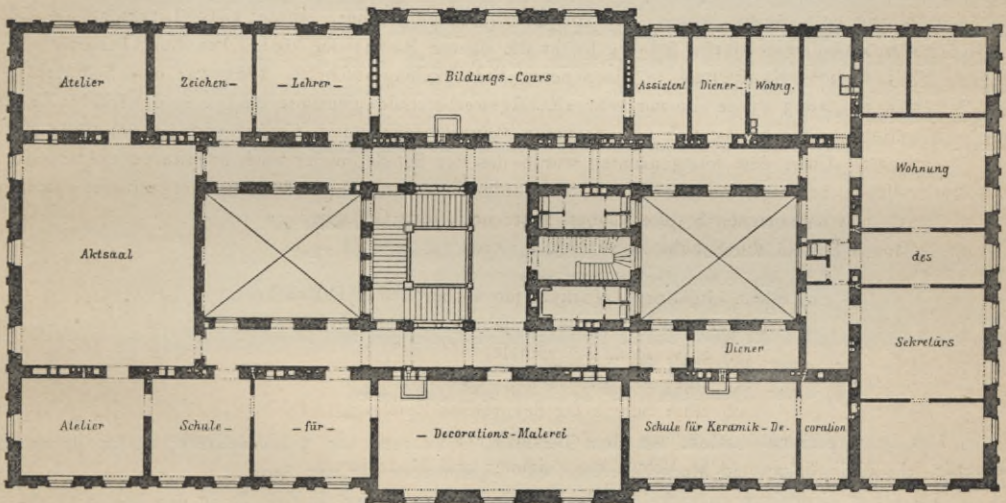 Atelier Zeichen- -Lehrer- -Bildungs-Cours Assistent Diener- Wohng.
Wohnung
Aktsaal des
Diener Sekretärs
Atelier Schule- -für- -Decorations-Malerei Schule für Keramik-De- coration